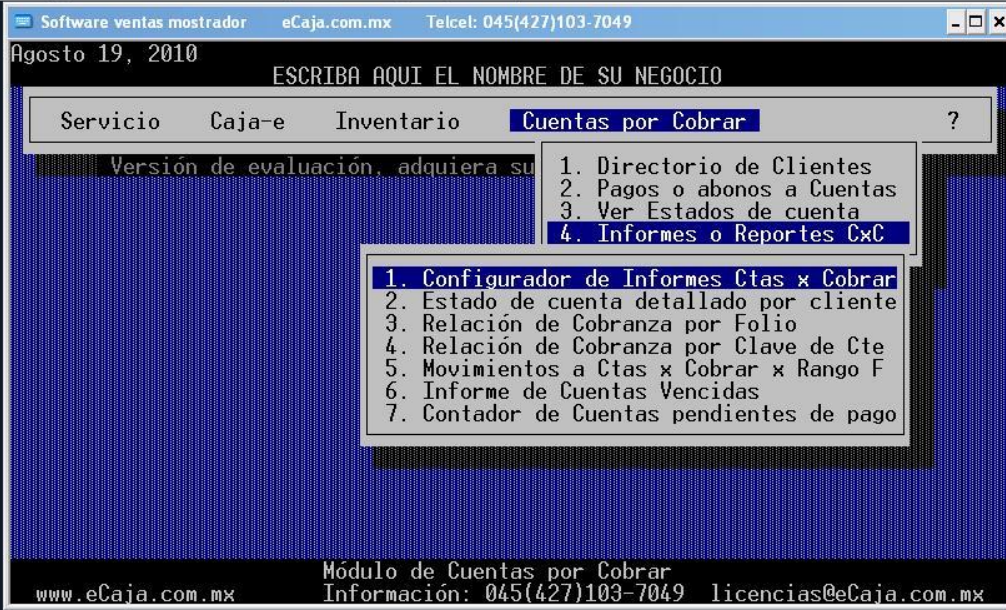 Software ventas mostrador eCaja.com.mx Telcel: 045(427)103-7049
Agosto 19, 2010
ESCRIBA AQUI EL NOMBRE DE SU NEGOCIO
Servicio Caja-e Inventario Cuentas por Cobrar ?
Versión de evaluación, adquiera su
1. Directorio de Clientes
2. Pagos o abonos a Cuentas
3. Ver Estados de cuenta
4. Informes o Reportes CxC
1. Configurador de Informes Ctas x Cobrar
2. Estado de cuenta detallado por cliente
3. Relación de Cobranza por Folio
4. Relación de Cobranza por Clave de Cte
5. Movimientos a Ctas x Cobrar x Rango F
6. Informe de Cuentas Vencidas
7. Contador de Cuentas pendientes de pago
Módulo de Cuentas por Cobrar
www.eCaja.com.mx Información: 045(427)103-7049 licencias@eCaja.com.mx